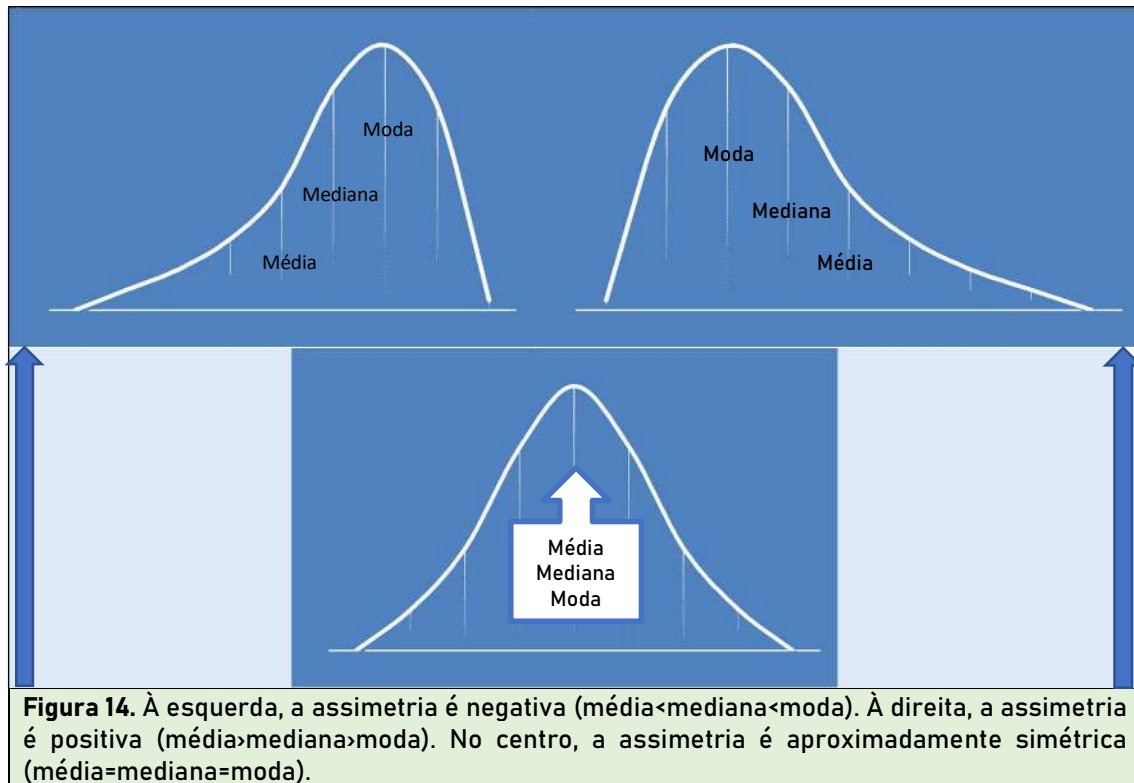 Moda
Mediana
Média
Moda
Mediana
Média
Média
Mediana
Moda
Figura 14. À esquerda, a assimetria é negativa (média<mediana<moda). À direita, a assimetria
é positiva (média›mediana›moda). No centro, a assimetria é aproximadamente simétrica
(média=mediana=moda).